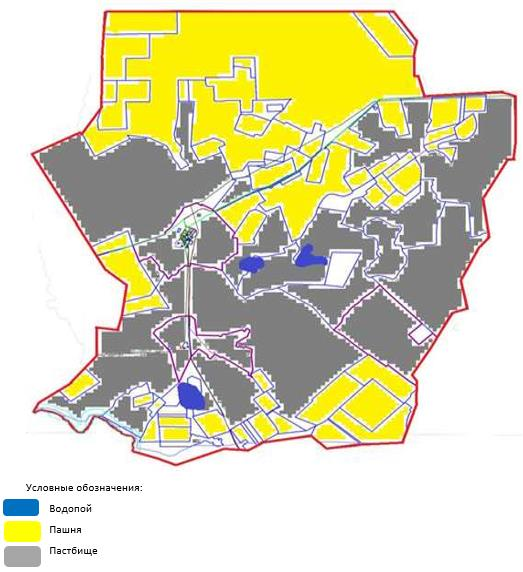 Условные обозначения:
Водопой
Пашня
Пастбище